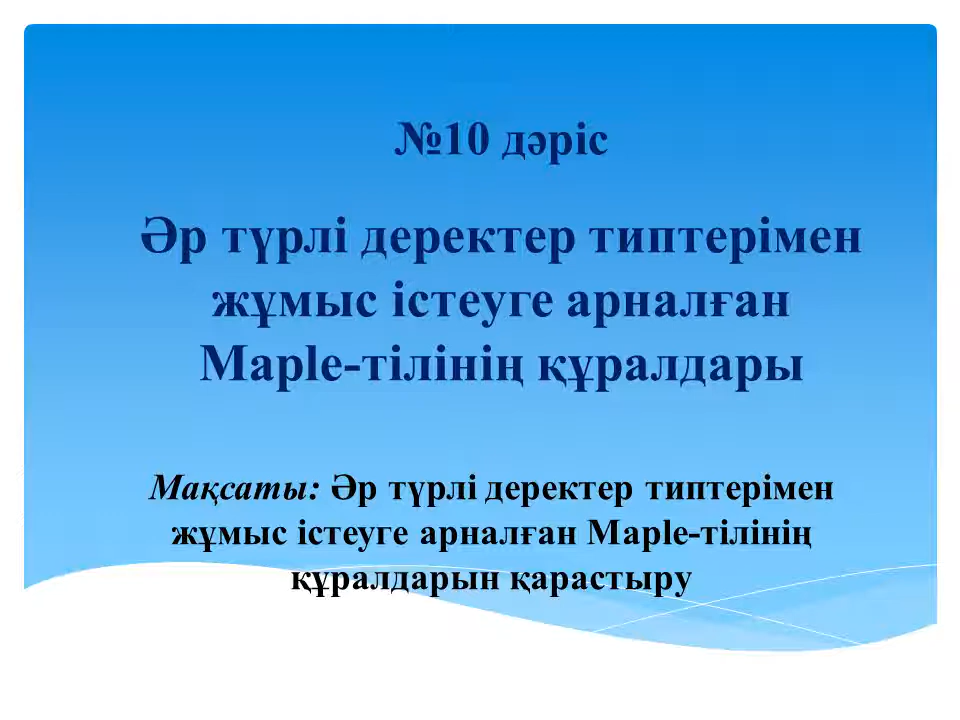 №10 дәріс
Әр түрлі деректер типтерімен
жұмыс істеуге арналған
Maple-тілінің құралдары
Мақсаты: Әр түрлі деректер типтерімен
жұмыс істеуге арналған Maple-тілінің
құралдарын қарастыру